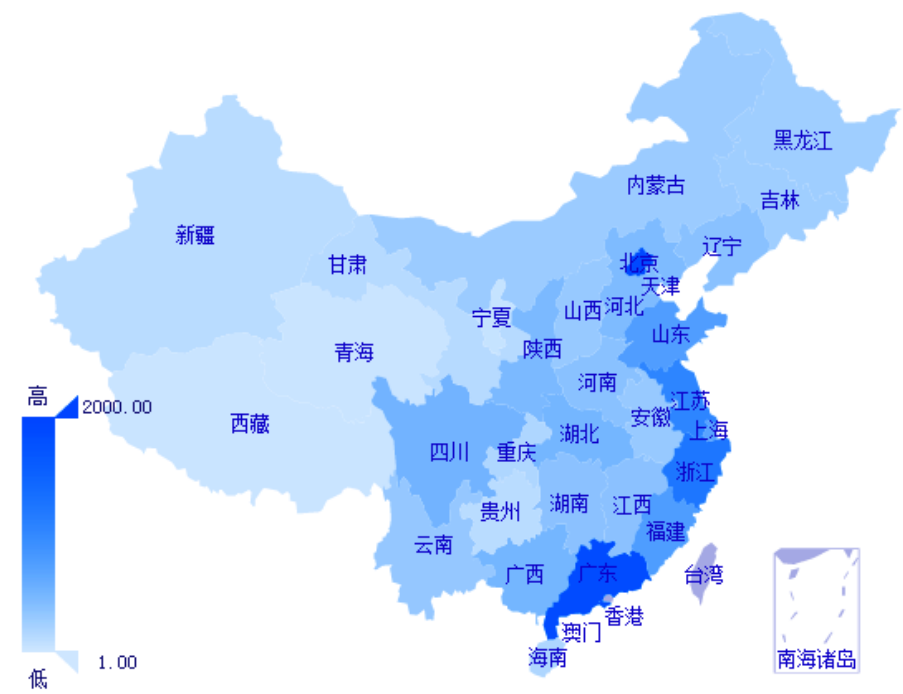 黑龙江
内蒙古
吉林
新疆
辽宁
甘肃
北京
天津
宁夏
山西
河北
山东
陕西
青海
河南
高
2000.00
江苏
安徽
西藏
上海
湖北
四川
重庆
浙江
贵州
湖南
江西
福建
云南
广西
广东
台湾
香港
澳门
海南
南海诸岛
1.00
低